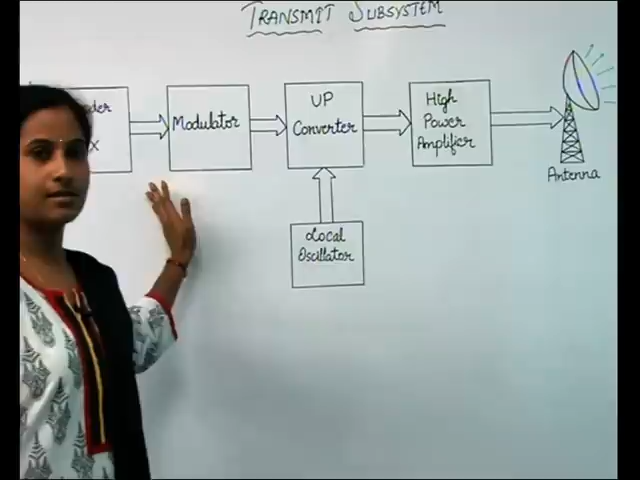 TRANSMIT SUBSYSTEM
Modulator
UP
Converter
High
Power
Amplifier
Antenna
Local
Oscillator